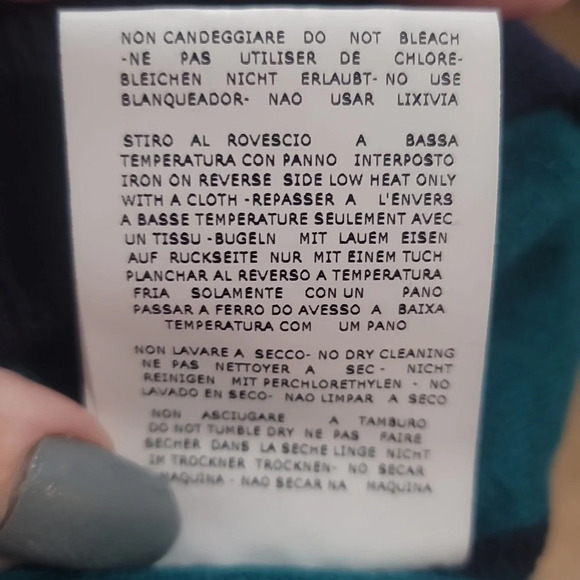 NON CANDEGGIARE DO NOT BLEACH
-NE PAS UTILISER DE CHLORE-
BLEICHEN NICHT ERLAUBT- NO USE
BLANQUEADOR- NAO USAR LIXIVIA
STIRO AL ROVESCIO A BASSA
TEMPERATURA CON PANNO INTERPOSTO
IRON ON REVERSE SIDE LOW HEAT ONLY
WITH A CLOTH -REPASSER A L'ENVERS
A BASSE TEMPERATURE SEULEMENT AVEC
UN TISSU -BUGELN MIT LAUEM EISEN
AUF RUCKSEITE NUR MIT EINEM TUCH
PLANCHAR AL REVERSO A TEMPERATURA
FRIA SOLAMENTE CON UN PANO
PASSAR A FERRO DO AVESSO A BAIXA
TEMPERATURA COM UM PANO
NON LAVARE A SECCO- NO DRY CLEANING
NE PAS NETTOYER A SEC - NICHT
REINIGEN MIT PERCHLORETHYLEN - NO
LAVADO EN SECO- NAO LIMPAR A SECO
NON ASCIUGARE A TAMBURO
DO NOT TUMBLE DRY NE PAS FAIRE
SECHER DANS LA SECHE LINGE NICHT
IM TROCKNER TROCKNEN- NO SECAR
MAQUINA - NAO SECAR NA MAQUINA